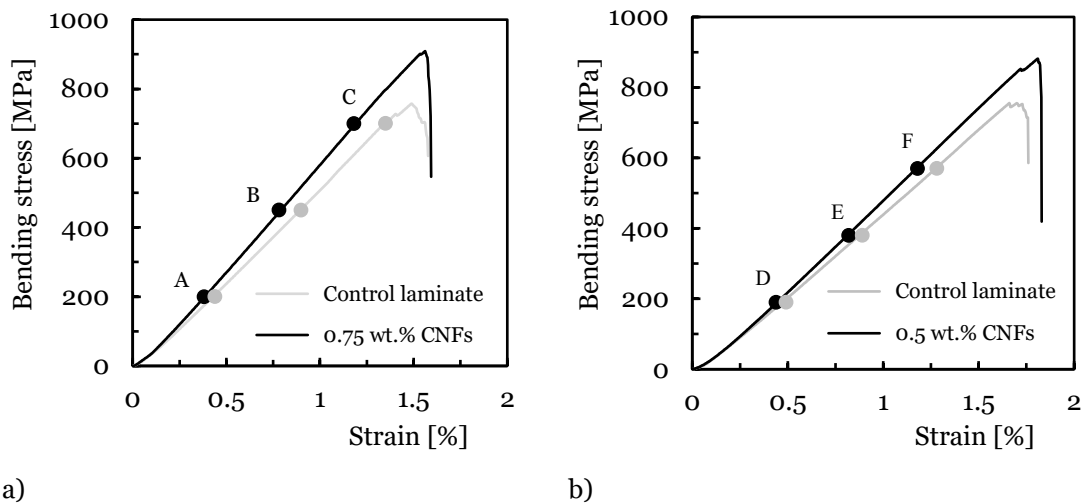 1000
800
600
400
200
0
Bending stress [MPa]
A
B
C
Control laminate
0.75 wt.% CNFs
0 0.5 1 1.5 2
Strain [%]
a)
1000
800
600
400
200
0
Bending stress [MPa]
D
E
F
Control laminate
0.5 wt.% CNFs
0 0.5 1 1.5 2
Strain [%]
b)